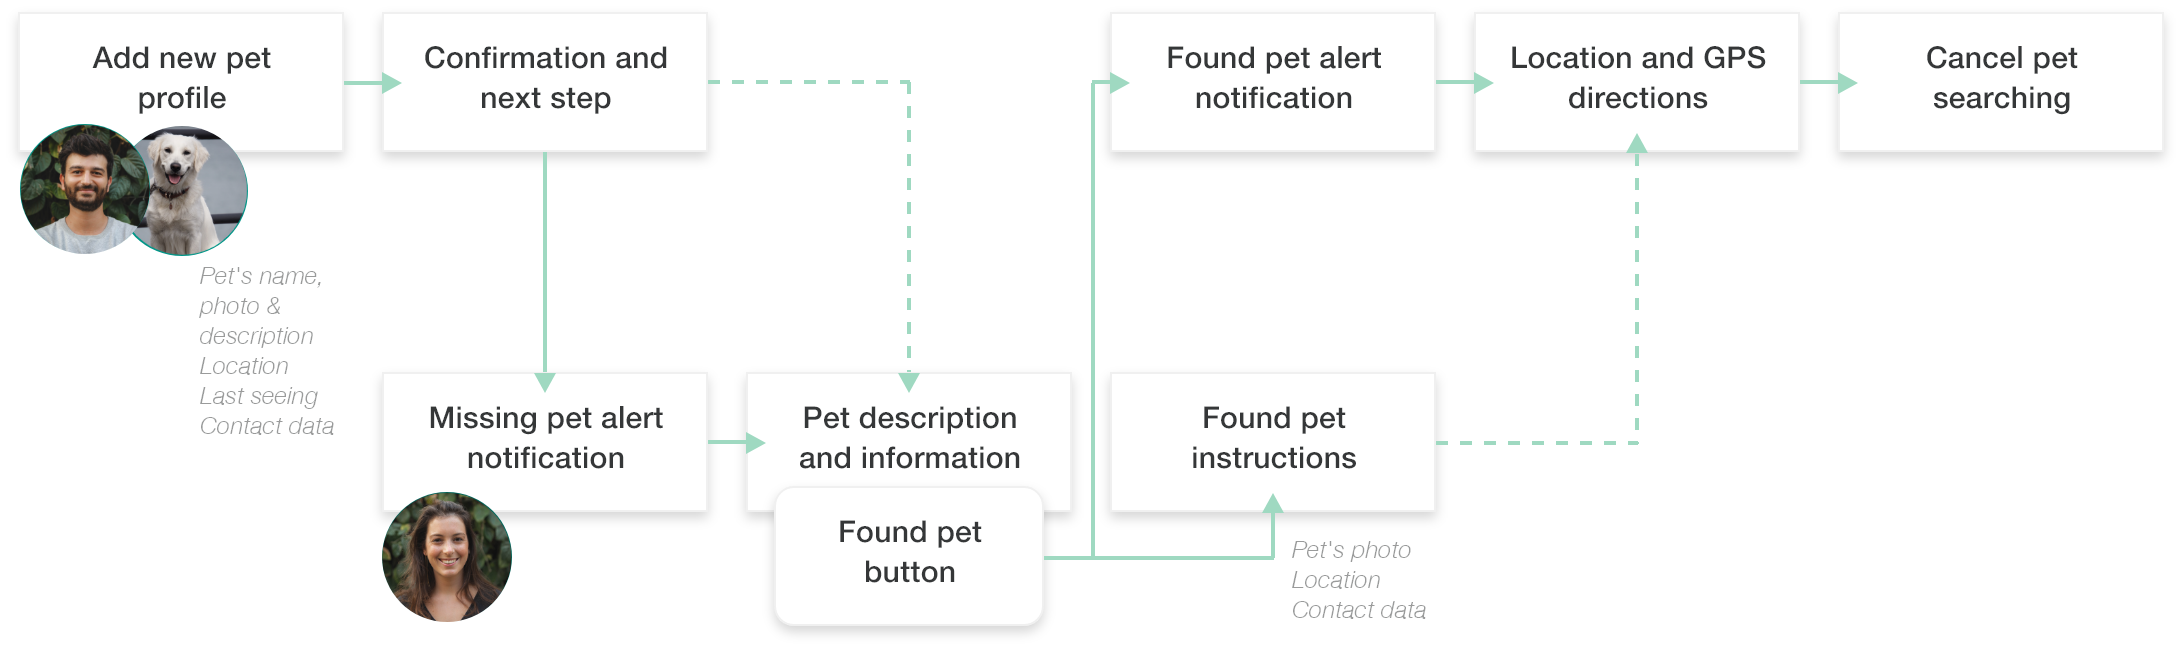 Add new pet
profile
Confirmation and
next step
Found pet alert
notification
Location and GPS
directions
Cancel pet
searching
Pet's name,
photo &
description
Location
Last seeing
Contact data
Missing pet alert
notification
Pet description
and information
Found pet
button
Found pet
instructions
Pet's photo
Location
Contact data